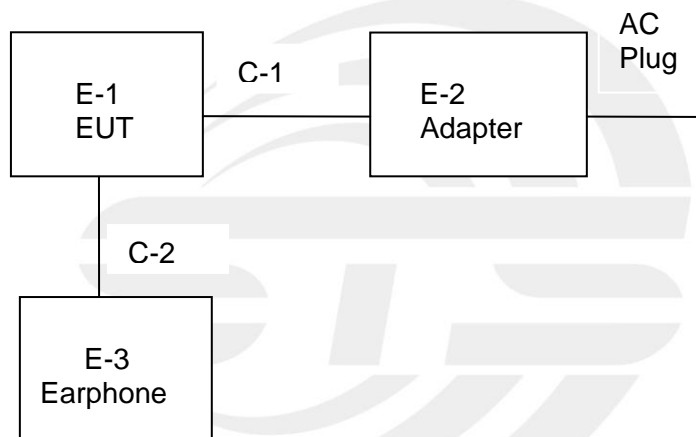 AC
Plug
C-1
E-1
EUT
E-2
Adapter
C-2
E-3
Earphone